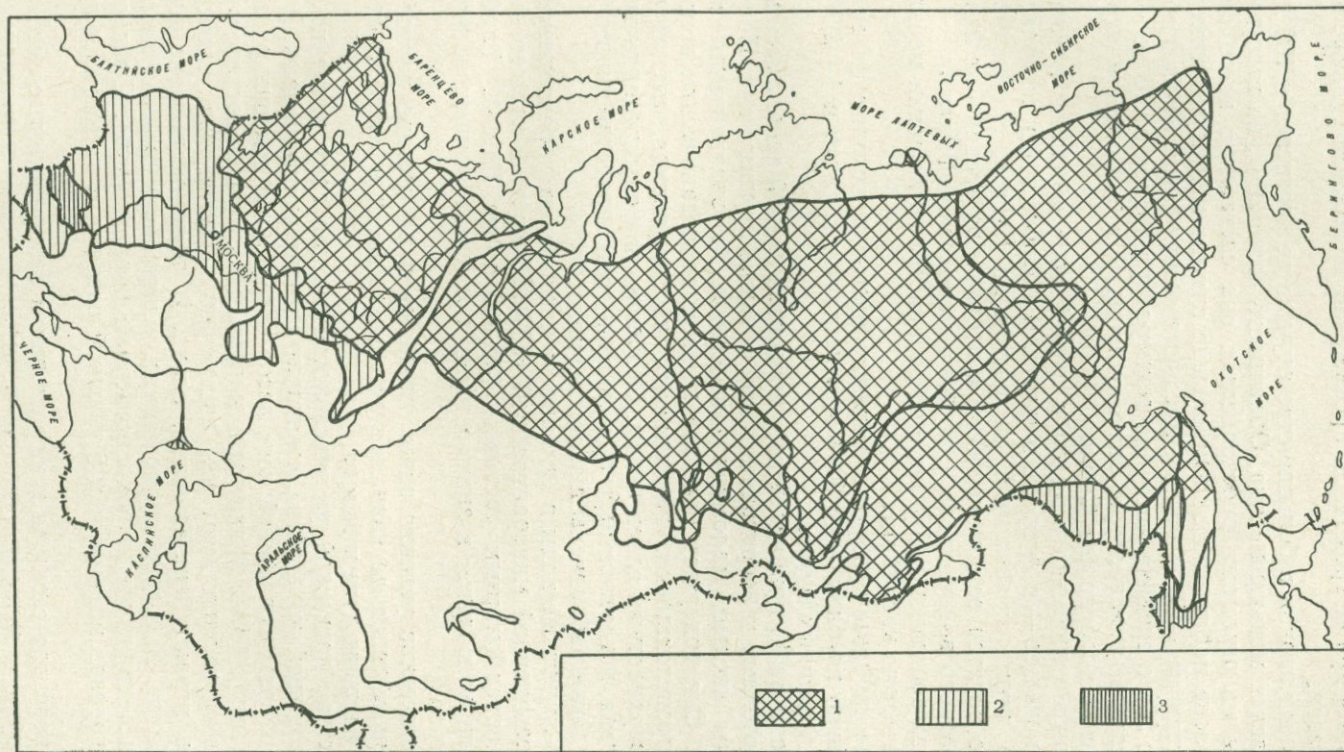 БАЛТИЙСКОЕ МОРЕ
БАРЕНЦЕВО
МОРЕ
КАРСКОЕ МОРЕ
МОРЕ ЛАПТЕВЫХ
ВОСТОЧНО-СИБИРСКОЕ
МОРЕ
БЕРИНГОВО МОРЕ
МОСКВА
ЧЕРНОЕ МОРЕ
ОХОТСКОЕ
МОРЕ
КАСПИЙСКОЕ МОРЕ
АРАЛЬСКОЕ
МОРЕ
1
2
3